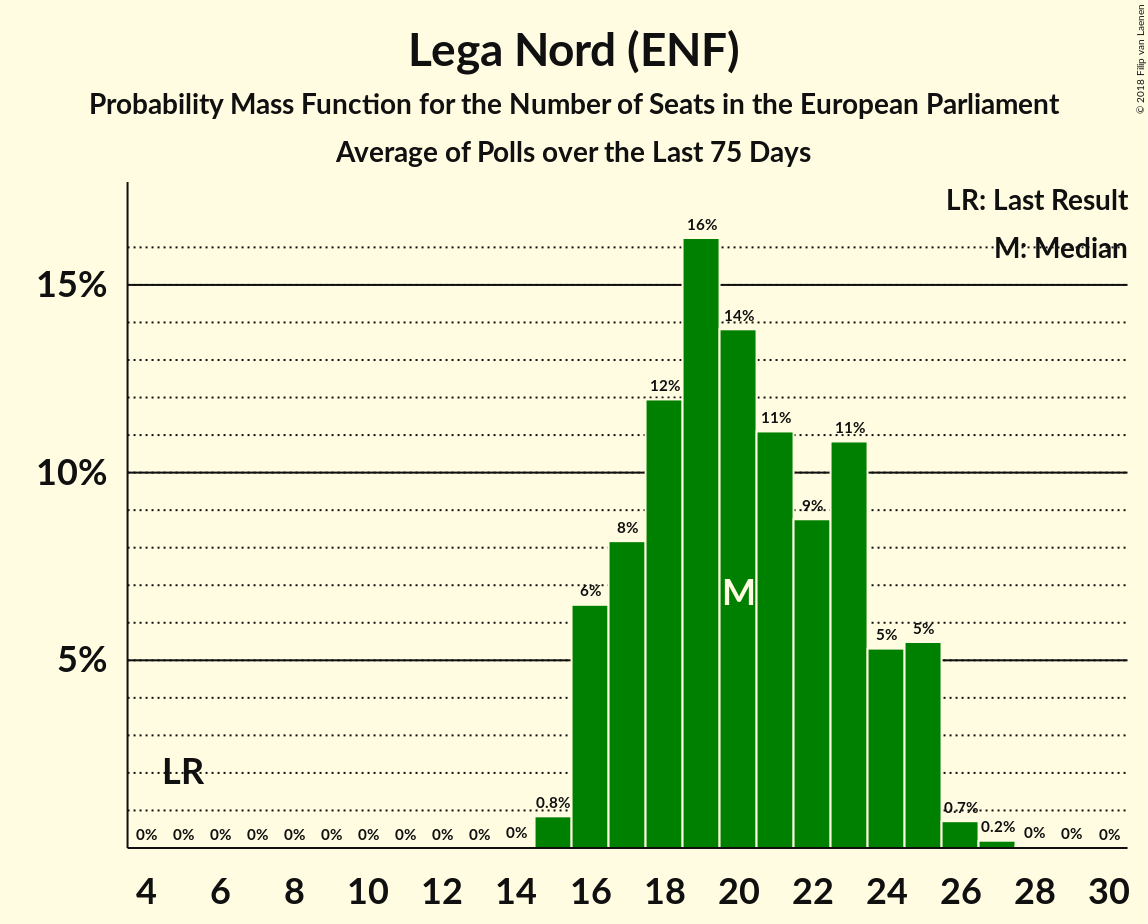 Lega Nord (ENF)
Probability Mass Function for the Number of Seats in the European Parliament
Average of Polls over the Last 75 Days
© 2018 Filip van Laenen
LR: Last Result
M: Median
15%
10%
5%
16%
14%
12%
11%
11%
9%
8%
6%
5%
5%
M
LR
0% 0% 0% 0% 0% 0% 0% 0% 0% 0% 0% 0.8% 0.7% 0.2% 0% 0% 0%
4 6 8 10 12 14 16 18 20 22 24 26 28 30